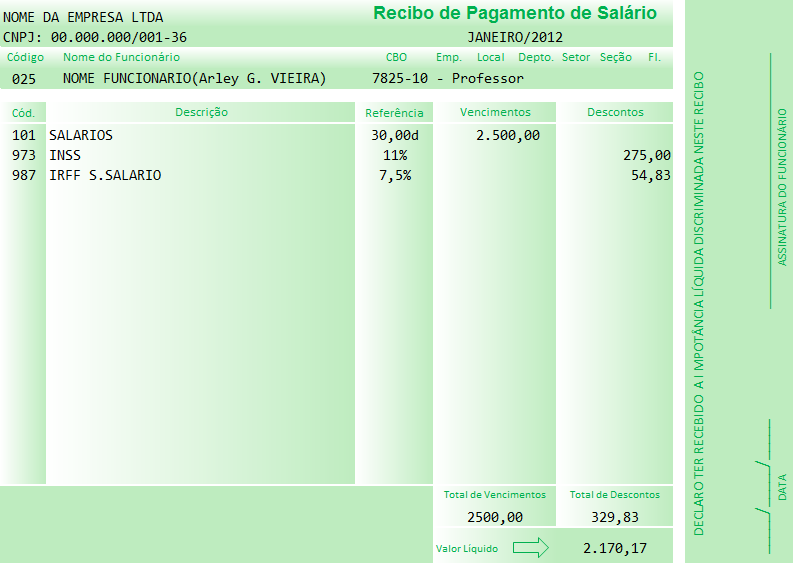 NOME DA EMPRESA LTDA
Recibo de Pagamento de Salário
CNPJ: 00.000.000/001-36
JANEIRO/2012
Código Nome do Funcionário CBO Emp. Local Depto. Setor Seção Fl.
025 NOME FUNCIONARIO(Arley G. VIEIRA) 7825-10 - Professor
Cód. Descrição Referência Vencimentos Descontos
101 SALARIOS 30,00d 2.500,00
973 INSS 11% 275,00
987 IRFF S.SALARIO 7,5% 54,83
Total de Vencimentos Total de Descontos
2500,00 329,83
Valor Líquido 2.170,17
DECLARO TER RECEBIDO A I MPOTÂNCIA LÍQUIDA DISCRIMINADA NESTE RECIBO
______/______/______
DATA
ASSINATURA DO FUNCIONÁRIO